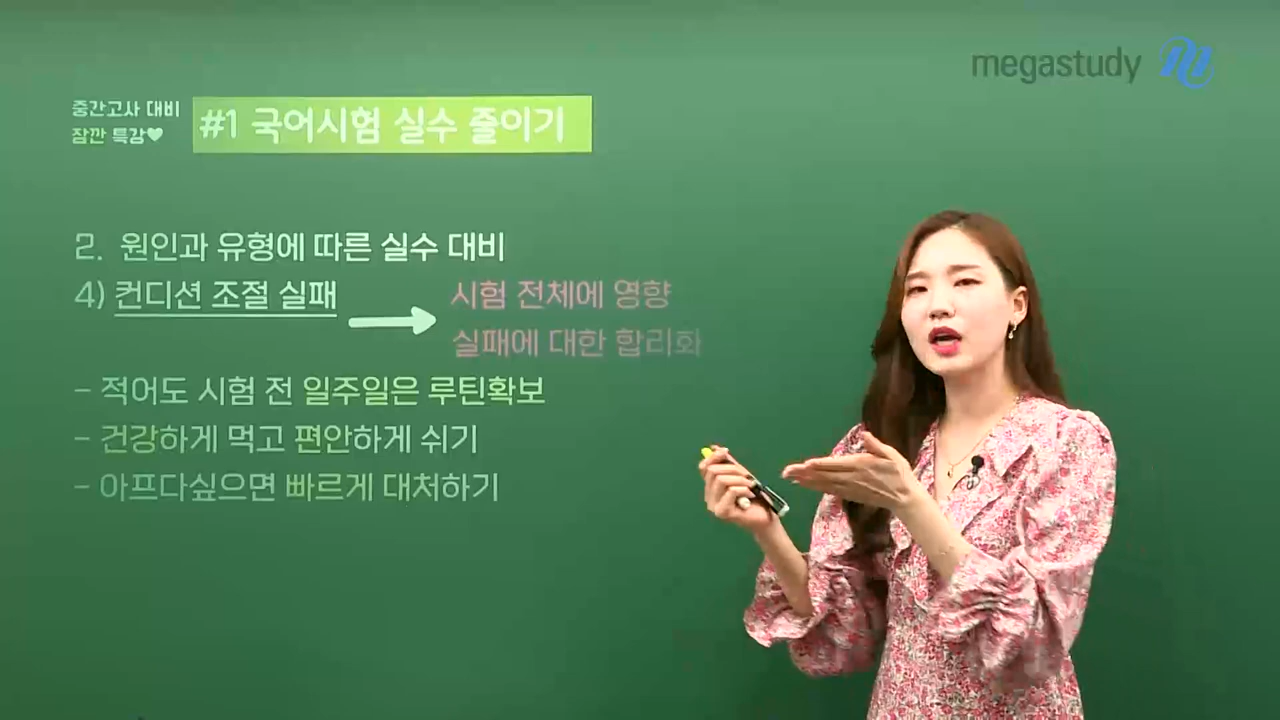 megastudy
중간고사 대비
잠깐 특강♥
#1 국어시험 실수 줄이기
2. 원인과 유형에 따른 실수 대비
4) 컨디션 조절 실패 → 시험 전체에 영향
실패에 대한 합리화
- 적어도 시험 전 일주일은 루틴확보
- 건강하게 먹고 편안하게 쉬기
- 아프다싶으면 빠르게 대처하기